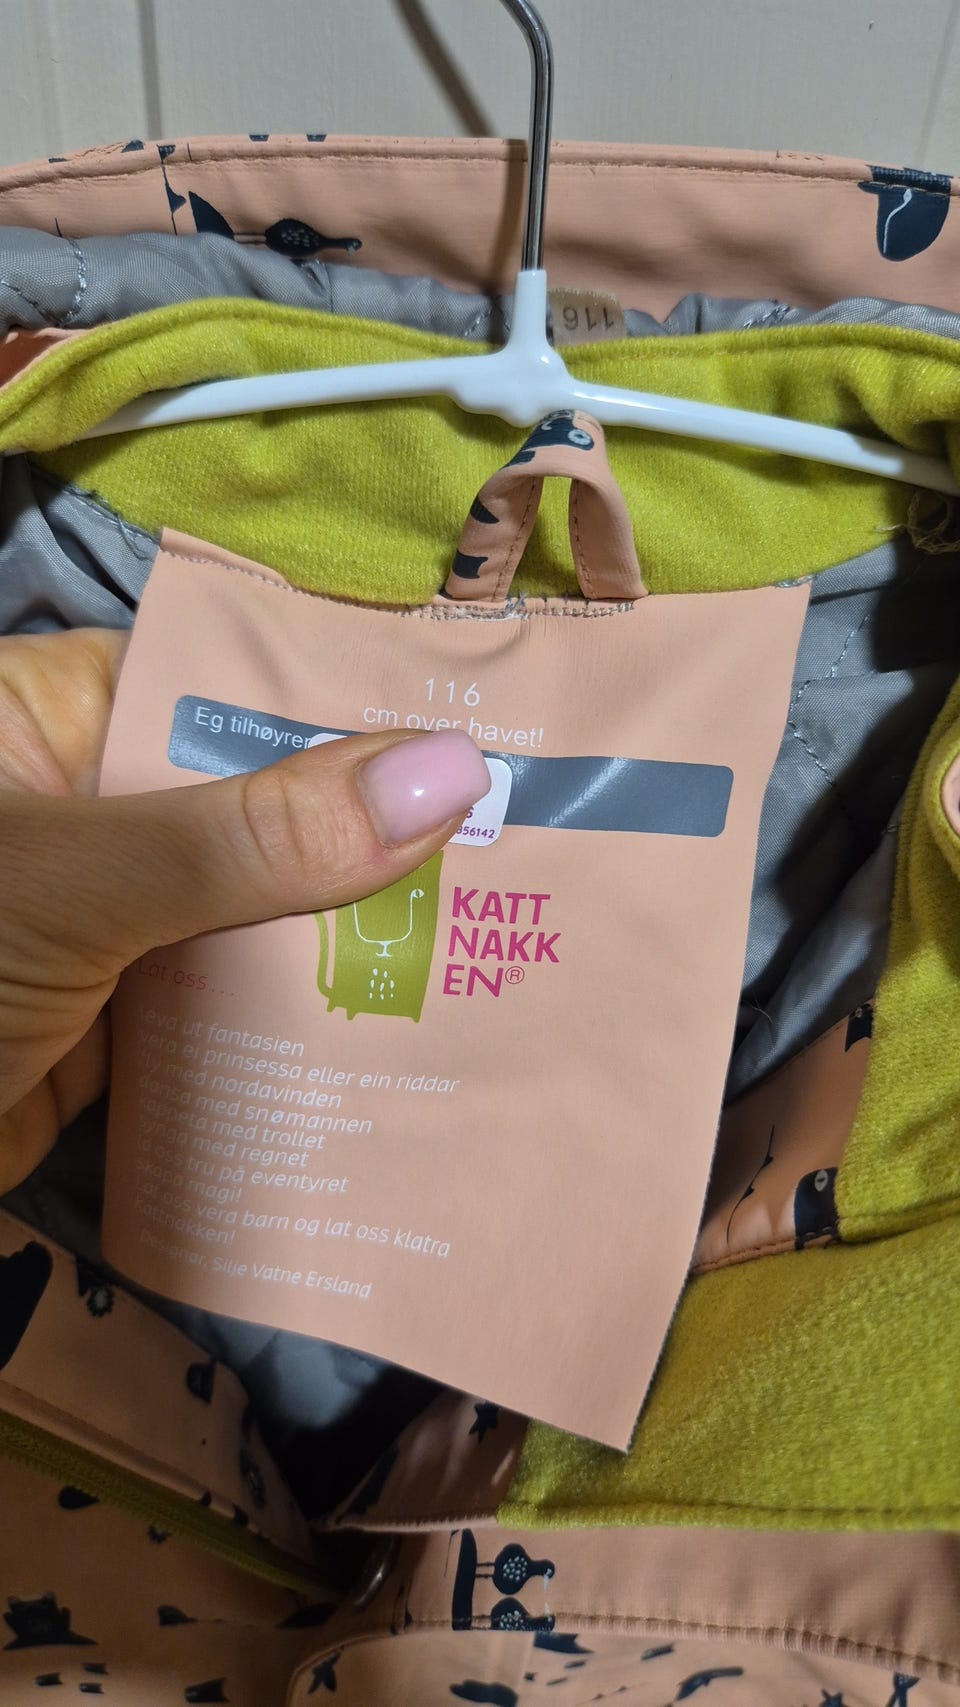 116
116
cm over havet!
Eg tilhøyrer
856142
KATT
NAKK
EN®
Lat oss...
leva ut fantasien
vera ei prinsessa eller ein riddar
fly med nordavinden
dansa med snømannen
kappeta med trollet
synga med regnet
la oss tru på eventyret
skapa magi!
Lat oss vera barn og lat oss klatra
Kattnakken!
Designar, Silje Vatne Ersland